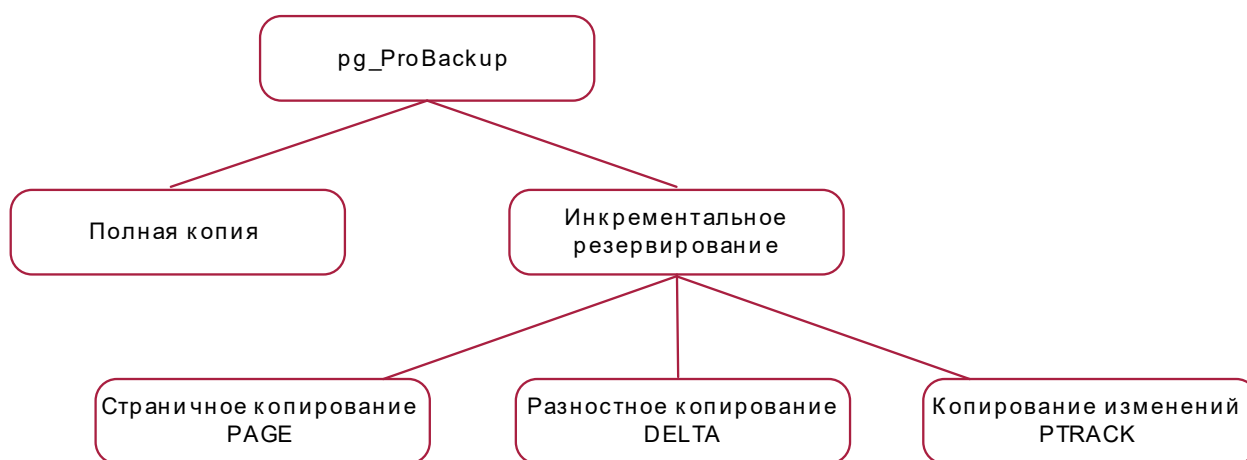 pg_ProBackup
Полная копия
Инкрементальное
резервирование
Страничное копирование
PAGE
Разностное копирование
DELTA
Копирование изменений
PTRACK